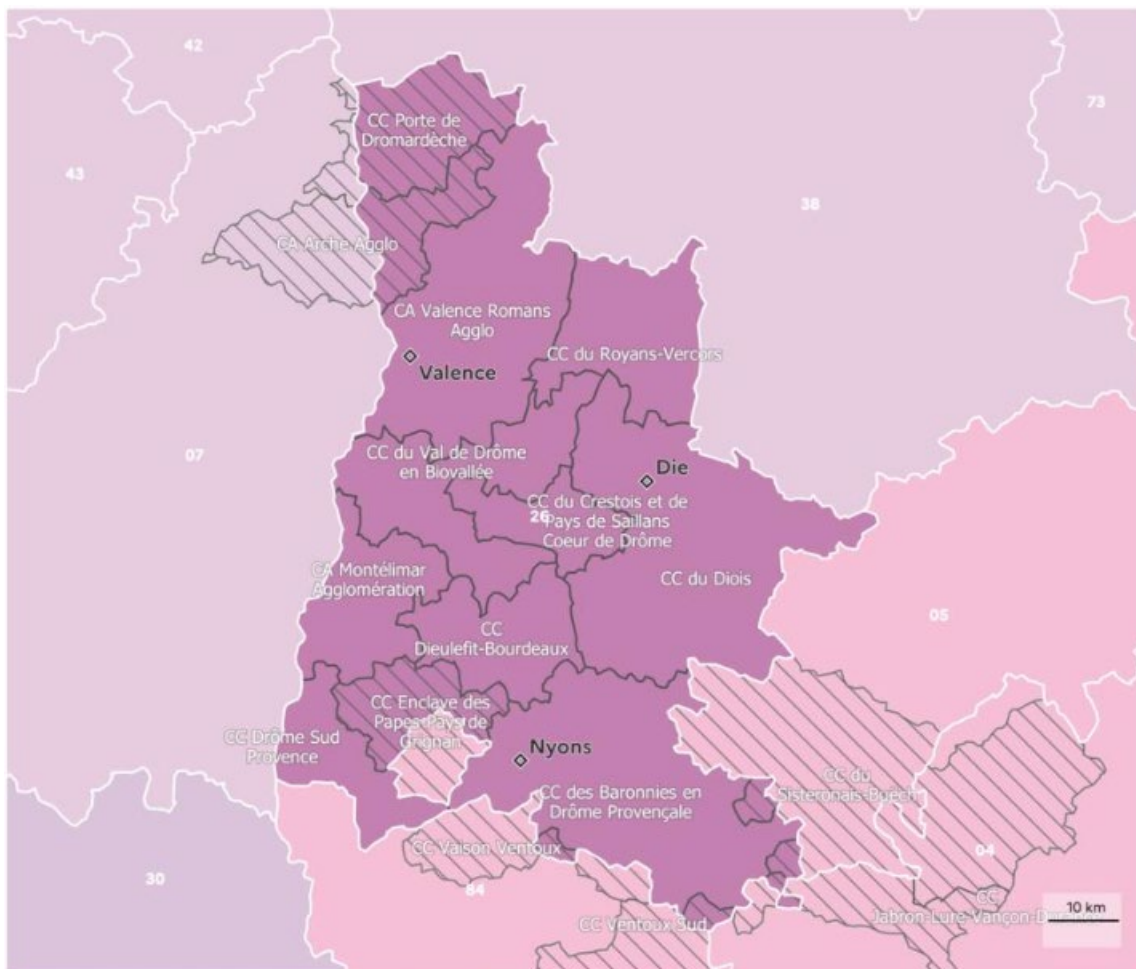 42
73
CC Porte de
Dromardèche
43
38
CA Arche Agglo
CA Valence Romans
Agglo
CC du Royans-Vercors
Valence
07
CC du Val de Drôme
en Biovallée
Die
CC du Crestois et de
26
Pays de Saillans
Coeur de Drôme
CA Montélimar
Agglomération
CC du Diois
05
CC
Dieulefit-Bourdeaux
CC Enclave des
Papes-Pays de
Grignan
CC Drôme Sud
Provence
Nyons
CC du
Sisteronais-Buëch
CC des Baronnies en
Drôme Provençale
CC Vaison Ventoux
04
30
84
CC
Jabron-Lure-Vançon-
10 km
CC Ventoux Sud